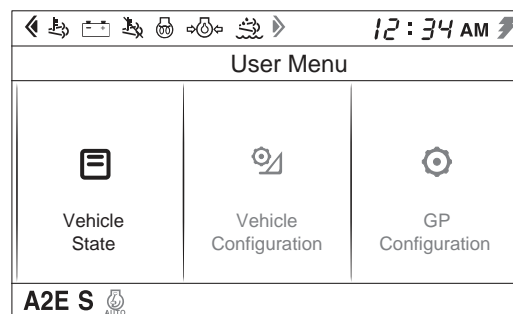 12:34 AM
User Menu
Vehicle
State
Vehicle
Configuration
GP
Configuration
A2E S
AUTO